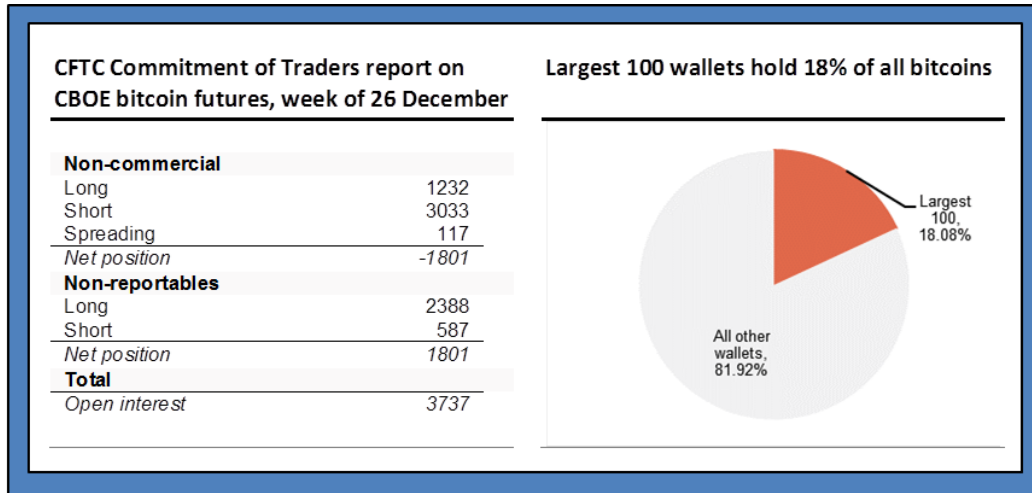 CFTC Commitment of Traders report on
CBOE bitcoin futures, week of 26 December
Non-commercial
Long 1232
Short 3033
Spreading 117
Net position -1801
Non-reportables
Long 2388
Short 587
Net position 1801
Total
Open interest 3737
Largest 100 wallets hold 18% of all bitcoins
Largest
100,
18.08%
All other
wallets,
81.92%